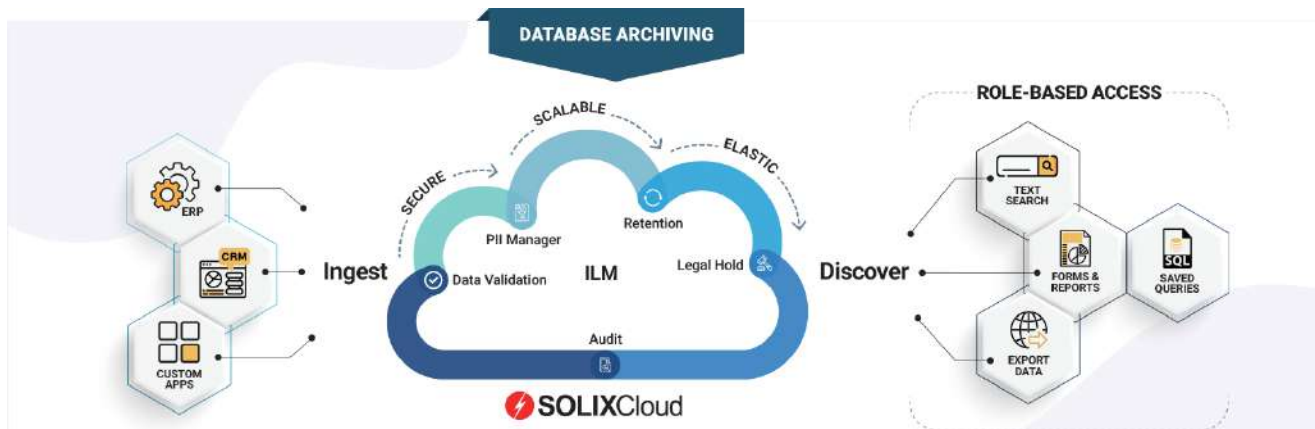 DATABASE ARCHIVING
ERP
CRM
CUSTOM
APPS
Ingest
SECURE
SCALABLE
ELASTIC
PII Manager
Retention
Data Validation
ILM
Legal Hold
Audit
SOLIXCloud
Discover
ROLE-BASED ACCESS
TEXT
SEARCH
FORMS &
REPORTS
SQL
SAVED
QUERIES
EXPORT
DATA